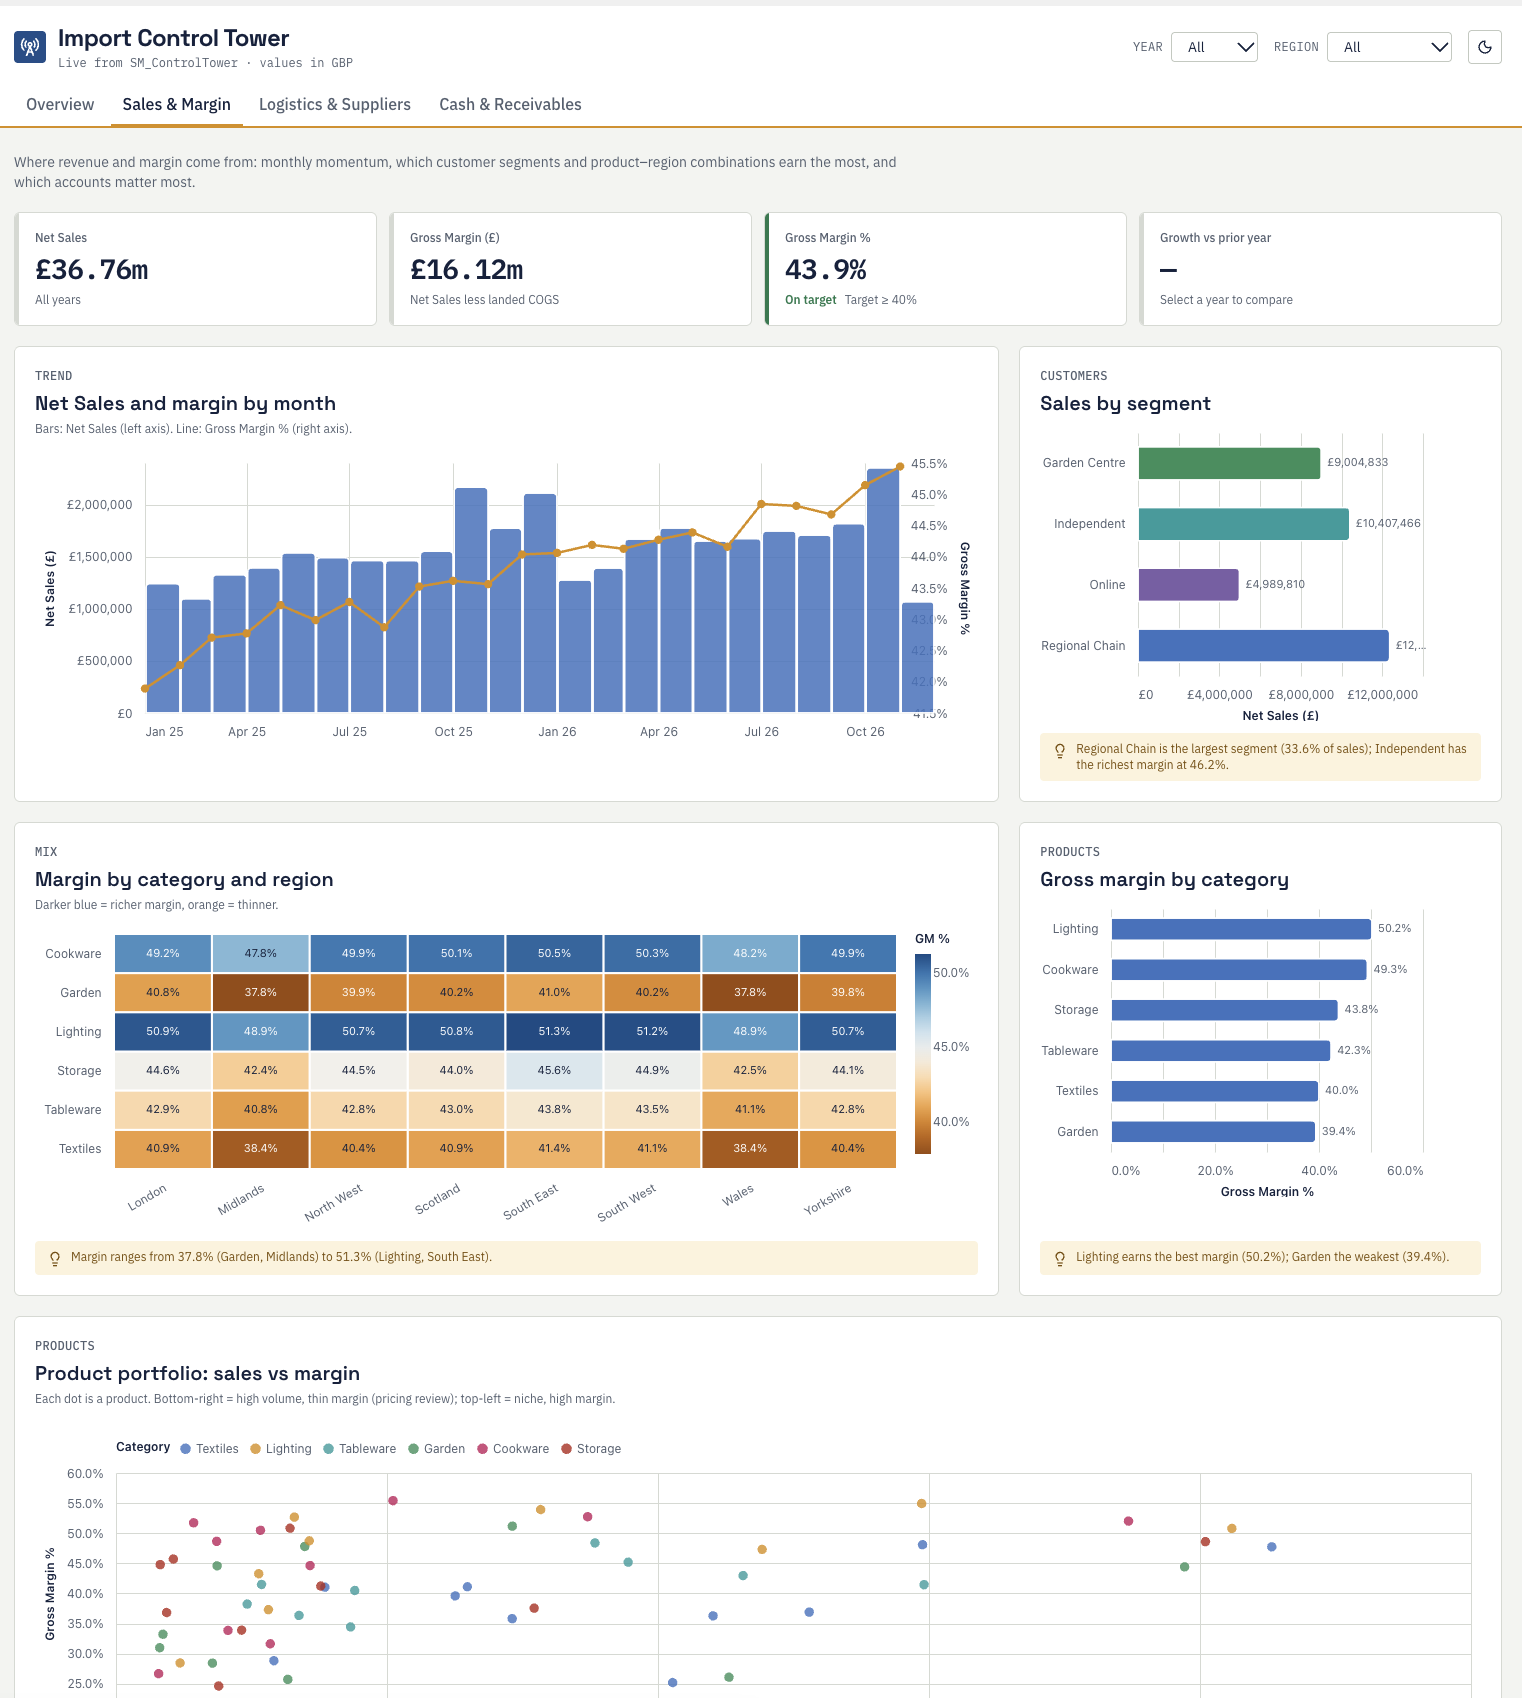 Import Control Tower
Live from SM_ControlTower · values in GBP
YEAR All REGION All
Overview Sales & Margin Logistics & Suppliers Cash & Receivables
Where revenue and margin come from: monthly momentum, which customer segments and product–region combinations earn the most, and
which accounts matter most.
Net Sales
£36.76m
All years
Gross Margin (£)
£16.12m
Net Sales less landed COGS
Gross Margin %
43.9%
On target Target ≥ 40%
Growth vs prior year
—
Select a year to compare
TREND
Net Sales and margin by month
Bars: Net Sales (left axis). Line: Gross Margin % (right axis).
Net Sales (£)
£2,000,000
£1,500,000
£1,000,000
£500,000
£0
45.5%
45.0%
44.5%
44.0%
43.5%
43.0%
42.5%
42.0%
41.5%
Gross Margin %
Jan 25 Apr 25 Jul 25 Oct 25 Jan 26 Apr 26 Jul 26 Oct 26
CUSTOMERS
Sales by segment
Garden Centre £9,004,833
Independent £10,407,466
Online £4,989,810
Regional Chain £12,...
£0 £4,000,000 £8,000,000 £12,000,000
Net Sales (£)
Regional Chain is the largest segment (33.6% of sales); Independent has
the richest margin at 46.2%.
MIX
Margin by category and region
Darker blue = richer margin, orange = thinner.
Cookware 49.2% 47.8% 49.9% 50.1% 50.5% 50.3% 48.2% 49.9%
Garden 40.8% 37.8% 39.9% 40.2% 41.0% 40.2% 37.8% 39.8%
Lighting 50.9% 48.9% 50.7% 50.8% 51.3% 51.2% 48.9% 50.7%
Storage 44.6% 42.4% 44.5% 44.0% 45.6% 44.9% 42.5% 44.1%
Tableware 42.9% 40.8% 42.8% 43.0% 43.8% 43.5% 41.1% 42.8%
Textiles 40.9% 38.4% 40.4% 40.9% 41.4% 41.1% 38.4% 40.4%
London Midlands North West Scotland South East South West Wales Yorkshire
GM %
50.0%
45.0%
40.0%
Margin ranges from 37.8% (Garden, Midlands) to 51.3% (Lighting, South East).
PRODUCTS
Gross margin by category
Lighting 50.2%
Cookware 49.3%
Storage 43.8%
Tableware 42.3%
Textiles 40.0%
Garden 39.4%
0.0% 20.0% 40.0% 60.0%
Gross Margin %
Lighting earns the best margin (50.2%); Garden the weakest (39.4%).
PRODUCTS
Product portfolio: sales vs margin
Each dot is a product. Bottom-right = high volume, thin margin (pricing review); top-left = niche, high margin.
Category Textiles Lighting Tableware Garden Cookware Storage
60.0%
55.0%
50.0%
45.0%
40.0%
35.0%
30.0%
25.0%
Gross Margin %